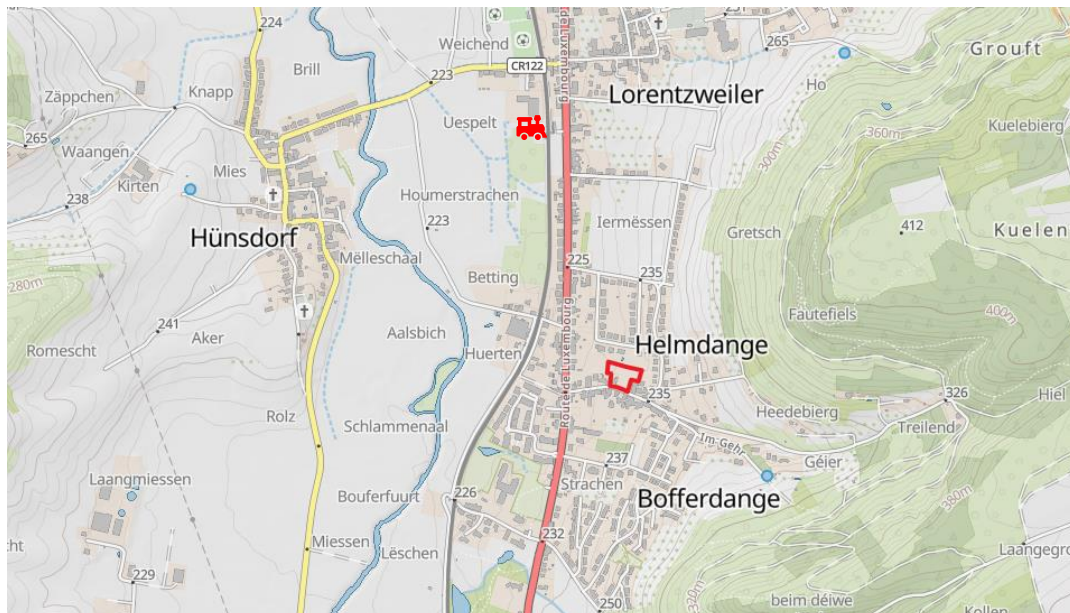 224
Weichend
de Luxembourg
251
265
Grouft
Brill
CR122
Ho
223
Zäppchen
Knapp
Lorentzweiler
Uespelt
360m
Kuelebierg
265
Waangen
Mies
300m
Kirten
238
Houmerstrachen
223
Iermëssen
Gretsch
412
Kuelen
Hünsdorf
Mëlleschaal
225
235
280m
Betting
400m
241
Aker
Aalsbich
Fautefiels
Romescht
Huerten
Helmdange
Route de Luxembourg
235
326
Hiel
Rolz
Heedebierg
Treilend
Schlammenaal
Im-Gehr
Géier
237
Laangmiessen
Strachen
Bouferfuurt
226
Bofferdange
380m
232
Miessen
Lëschen
Laangegro
229
320m
250
beim déiwe
Kollen